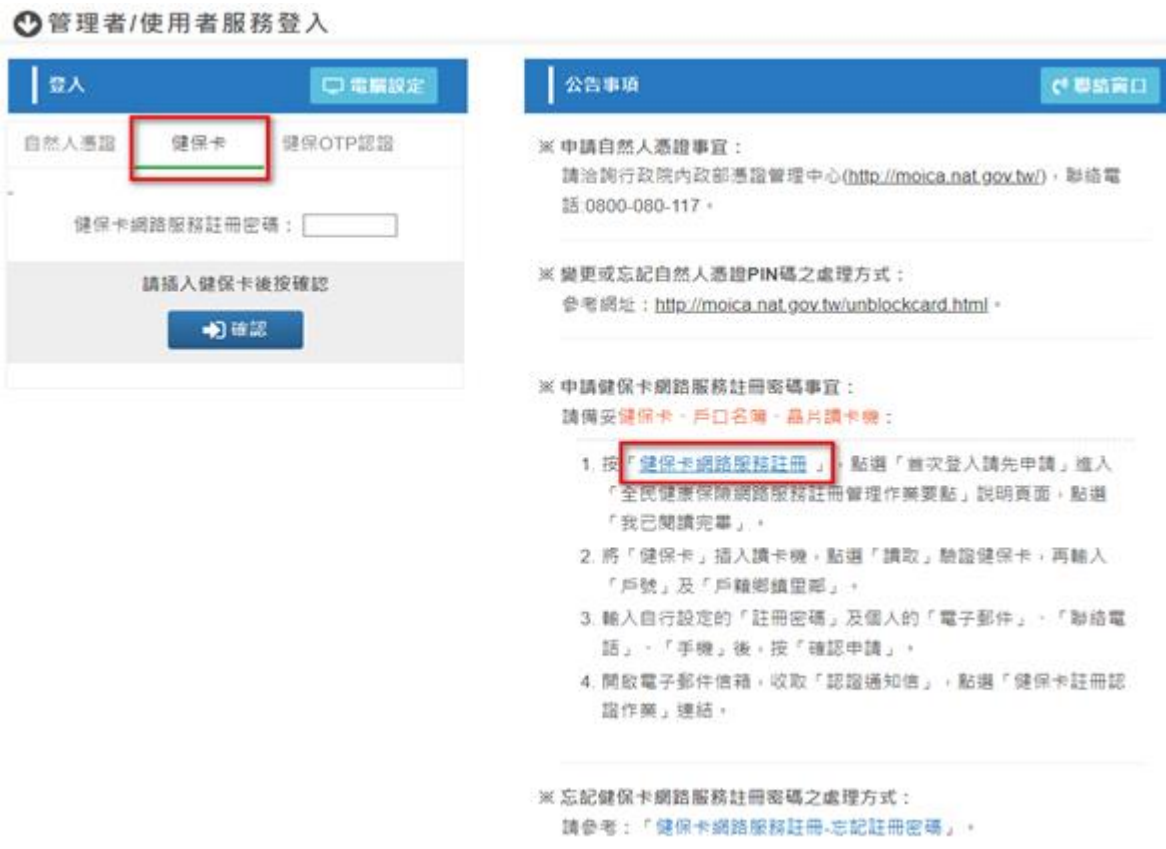 管理者/使用者服務登入
登入
電腦設定
自然人憑證
健保卡
健保OTP認證
健保卡網路服務註冊密碼：
請插入健保卡後按確認
確認
公告事項
聯絡窗口
※ 申請自然人憑證事宜：
請洽詢行政院內政部憑證管理中心(http://moica.nat.gov.tw/)，聯絡電
話:0800-080-117。
※ 變更或忘記自然人憑證PIN碼之處理方式：
參考網址：http://moica.nat.gov.tw/unblockcard.html。
※ 申請健保卡網路服務註冊密碼事宜：
請備妥健保卡、戶口名簿、晶片讀卡機：
1. 按「健保卡網路服務註冊 」，點選「首次登入請先申請」進入
「全民健康保險網路服務註冊管理作業要點」說明頁面，點選
「我已閱讀完畢」。
2. 將「健保卡」插入讀卡機，點選「讀取」驗證健保卡，再輸入
「戶號」及「戶籍鄉鎮里鄰」。
3. 輸入自行設定的「註冊密碼」及個人的「電子郵件」、「聯絡電
話」、「手機」後，按「確認申請」。
4. 開啟電子郵件信箱，收取「認證通知信」，點選「健保卡註冊認
證作業」連結。
※ 忘記健保卡網路服務註冊密碼之處理方式：
請參考：「健保卡網路服務註冊-忘記註冊密碼」。